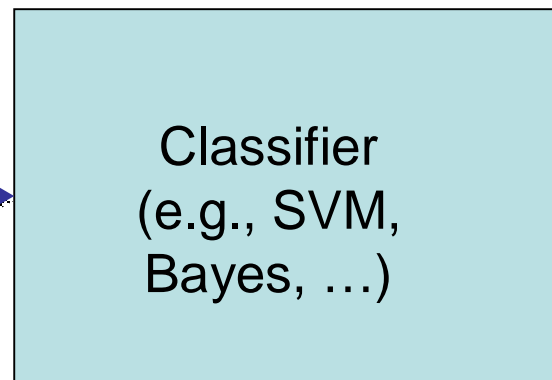 Classifier
(e.g., SVM,
Bayes, …)